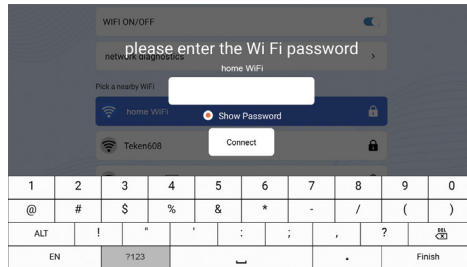 WIFI ON/OFF
please enter the Wi Fi password
network diagnostics >
home WiFi
Pick a nearby WiFi
home WiFi
Show Password
Teken608
Connect
1 2 3 4 5 6 7 8 9 0
@ # $ % & * - / ( )
ALT ! " ' : ; , ? DEL
EN ?123 . Finish